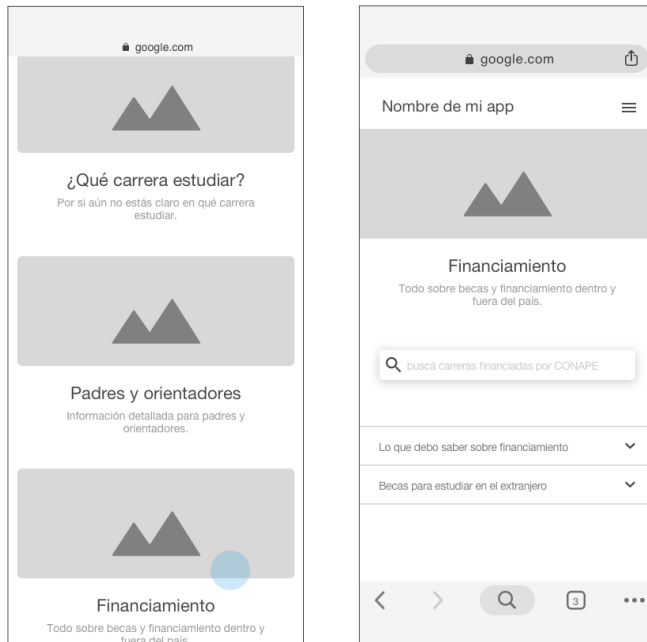 google.com
¿Qué carrera estudiar?
Por si aún no estás claro en qué carrera
estudiar.
Padres y orientadores
Información detallada para padres y
orientadores.
Financiamiento
Todo sobre becas y financiamiento dentro y
fuera del país.
google.com
Nombre de mi app
Financiamiento
Todo sobre becas y financiamiento dentro y
fuera del país.
buscá carreras financiadas por CONAPE
Lo que debo saber sobre financiamiento
Becas para estudiar en el extranjero
3